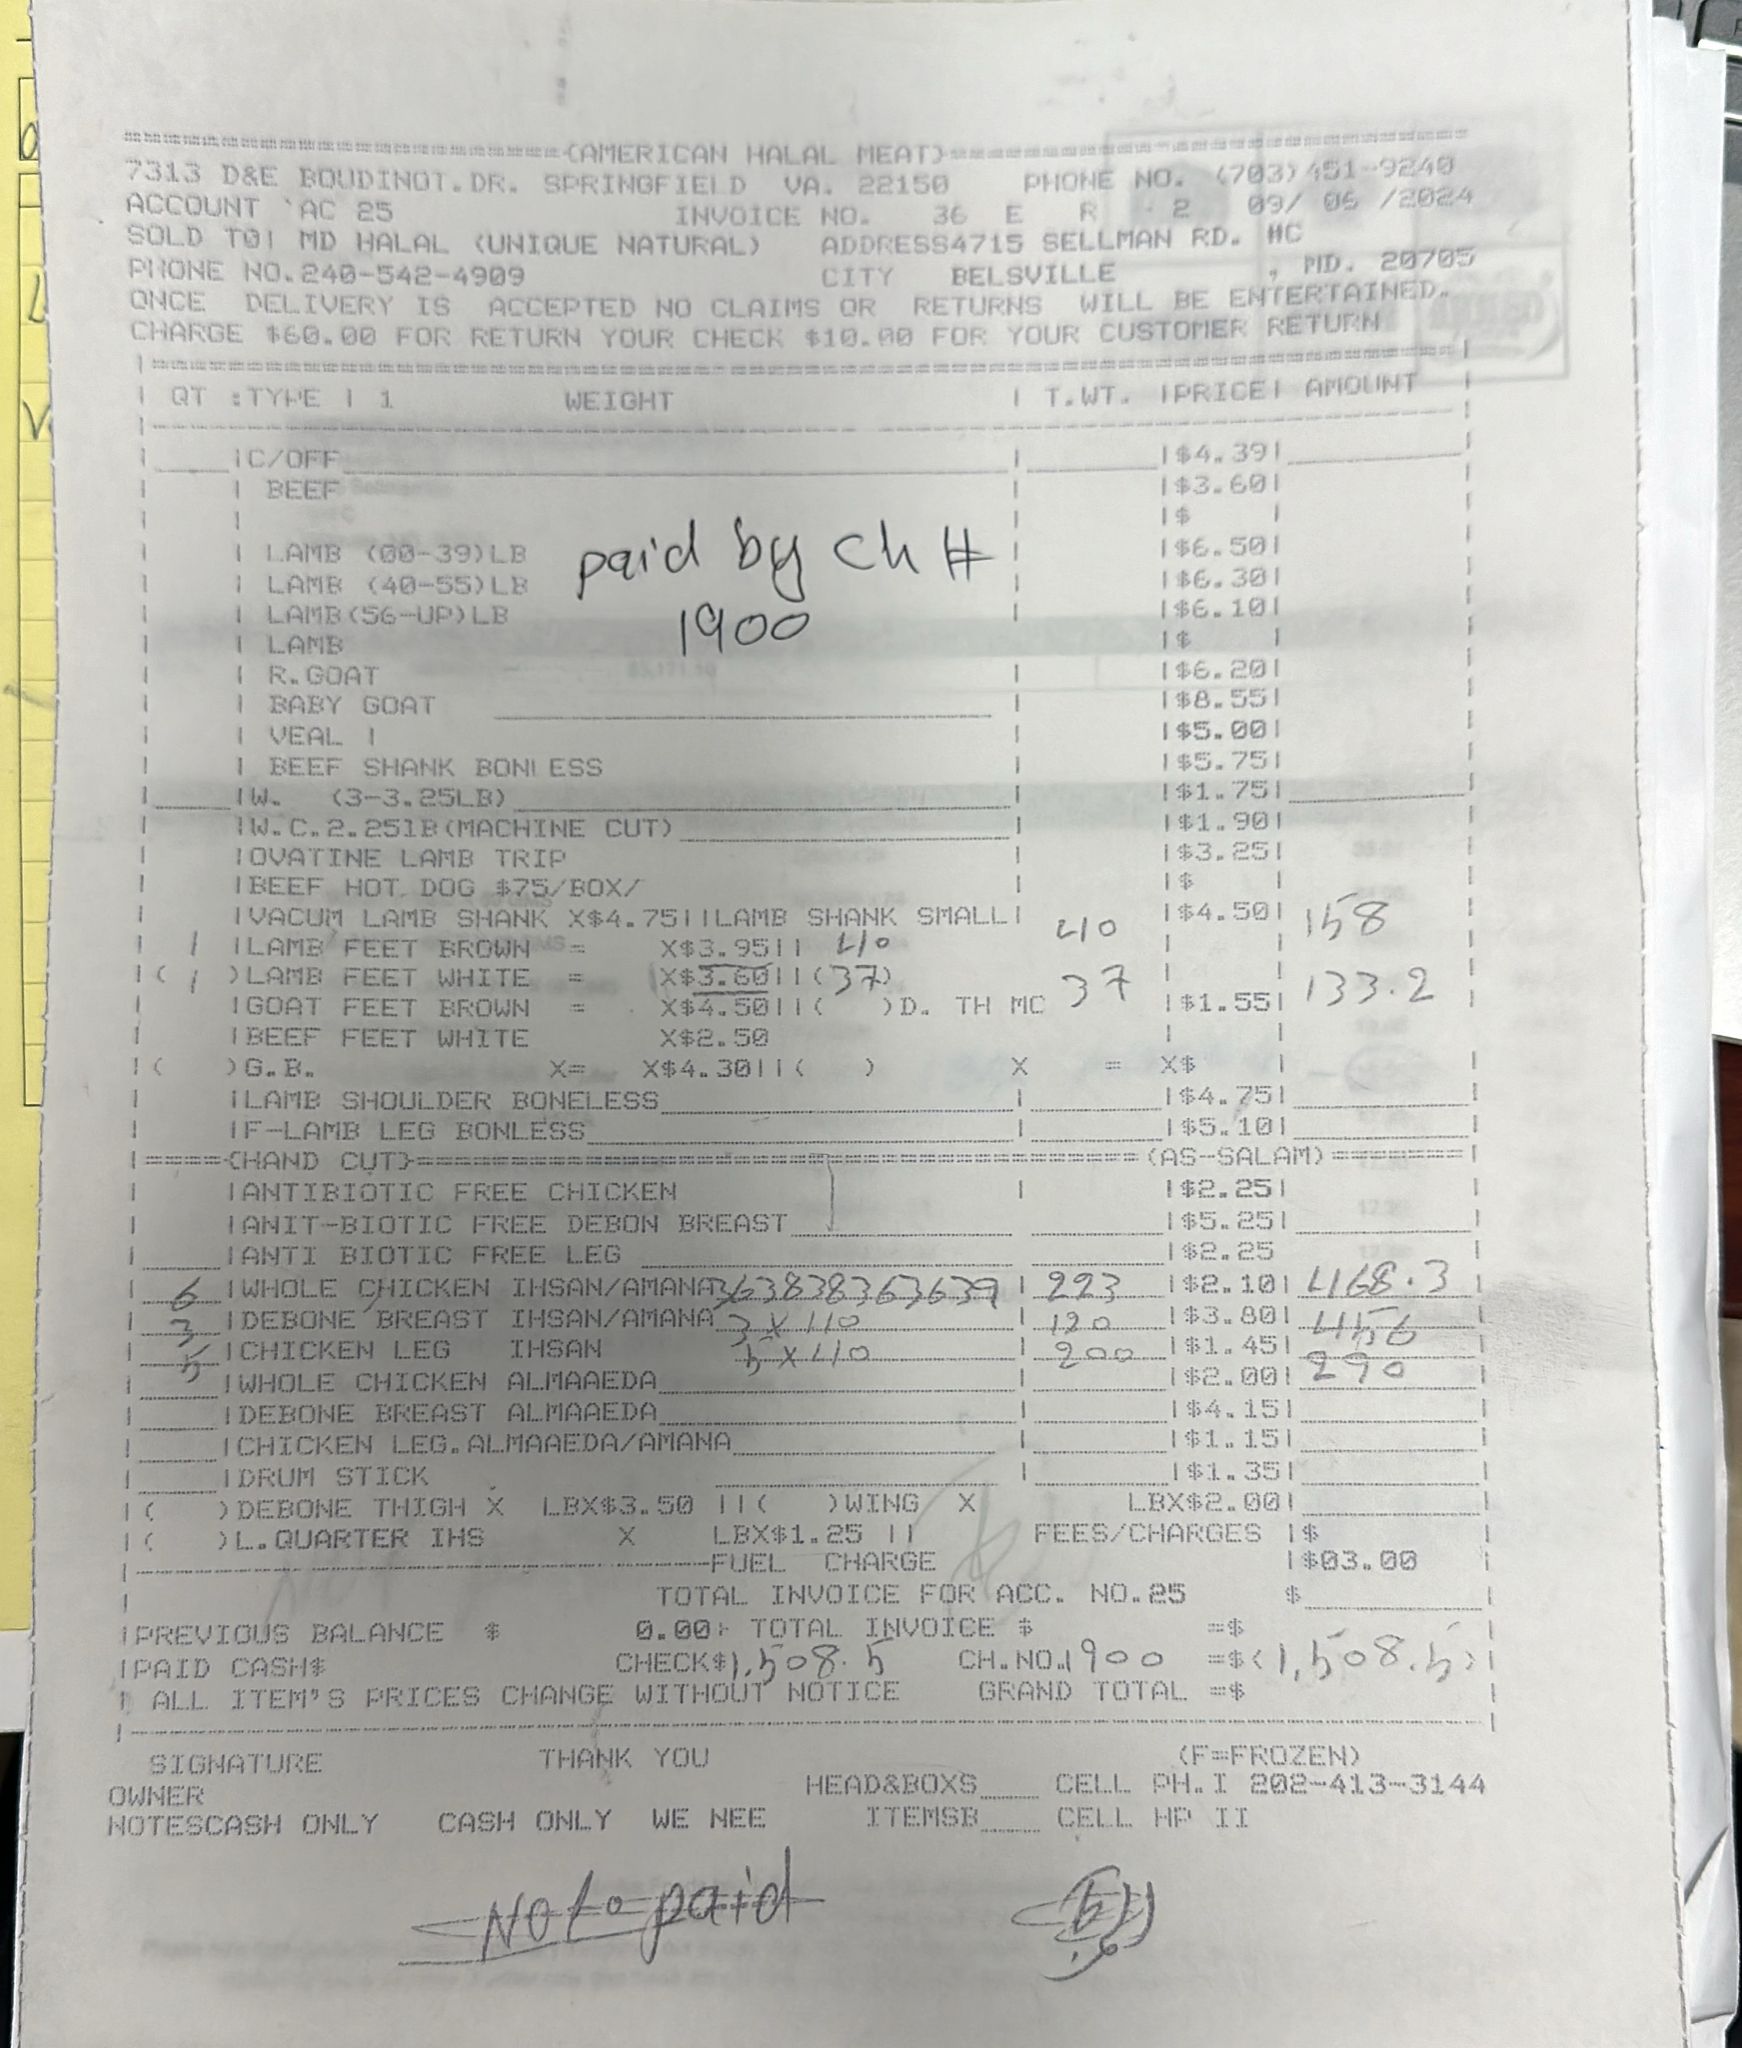 (AMERICAN HALAL MEAT)
7313 D&E BOUDINOT.DR. SPRINGFIELD VA. 22150 PHONE NO. (703)451-9240
ACCOUNT `AC 25 INVOICE NO. 36 E R 2 09/ 06 /2024
SOLD TO! MD HALAL (UNIQUE NATURAL) ADDRESS4715 SELLMAN RD. #C
PHONE NO.240-542-4909 CITY BELSVILLE , MD. 20705
ONCE DELIVERY IS ACCEPTED NO CLAIMS OR RETURNS WILL BE ENTERTAINED.
CHARGE $60.00 FOR RETURN YOUR CHECK $10.00 FOR YOUR CUSTOMER RETURN
| QT :TYPE | 1 WEIGHT | T.WT. |PRICE| AMOUNT
|C/OFF | |$4.39|
| BEEF |$3.60|
|$ |
| LAMB (00-39)LB paid by ch # |$6.50|
| LAMB (40-55)LB |$6.30|
| LAMB(56-UP)LB 1900 |$6.10|
| LAMB |$ |
| R.GOAT |$6.20|
| BABY GOAT |$8.55|
| VEAL | |$5.00|
| BEEF SHANK BONLESS |$5.75|
|W. (3-3.25LB) |$1.75|
|W.C.2.25lB(MACHINE CUT) |$1.90|
|OVATINE LAMB TRIP |$3.25|
|BEEF HOT DOG $75/BOX/ |$ |
|VACUM LAMB SHANK X$4.75||LAMB SHANK SMALL| |$4.50|
1 |LAMB FEET BROWN = X$3.95|| 40 40 158
( 1 )LAMB FEET WHITE = X$3.60||(37) 37 133.2
|GOAT FEET BROWN = X$4.50||( )D. TH MC |$1.55|
|BEEF FEET WHITE X$2.50
( )G.B. X= X$4.30||( ) X = X$ |
|LAMB SHOULDER BONELESS |$4.75|
|F-LAMB LEG BONLESS |$5.10|
|====(HAND CUT)====(AS-SALAM)====|
|ANTIBIOTIC FREE CHICKEN |$2.25|
|ANIT-BIOTIC FREE DEBON BREAST |$5.25|
|ANTI BIOTIC FREE LEG |$2.25
6 |WHOLE CHICKEN IHSAN/AMANA 363838363639 | 223 |$2.10| 468.3
3 |DEBONE BREAST IHSAN/AMANA 3 x 40 120 |$3.80| 456
5 |CHICKEN LEG IHSAN 5 x 40 200 |$1.45| 290
|WHOLE CHICKEN ALMAAEDA |$2.00|
|DEBONE BREAST ALMAAEDA |$4.15|
|CHICKEN LEG.ALMAAEDA/AMANA |$1.15|
|DRUM STICK |$1.35|
|( )DEBONE THIGH X LBX$3.50 ||( )WING X LBX$2.00|
|( )L.QUARTER IHS X LBX$1.25 || FEES/CHARGES |$
FUEL CHARGE |$03.00
TOTAL INVOICE FOR ACC. NO.25 $
|PREVIOUS BALANCE $ 0.00+ TOTAL INVOICE $ =$
|PAID CASH$ CHECK$1,508.5 CH.NO.1900 =$(1,508.5)|
| ALL ITEM'S PRICES CHANGE WITHOUT NOTICE GRAND TOTAL =$
SIGNATURE THANK YOU (F=FROZEN)
OWNER HEAD&BOXS CELL PH.I 202-413-3144
NOTESCASH ONLY CASH ONLY WE NEE ITEMSB CELL HP II
Not paid